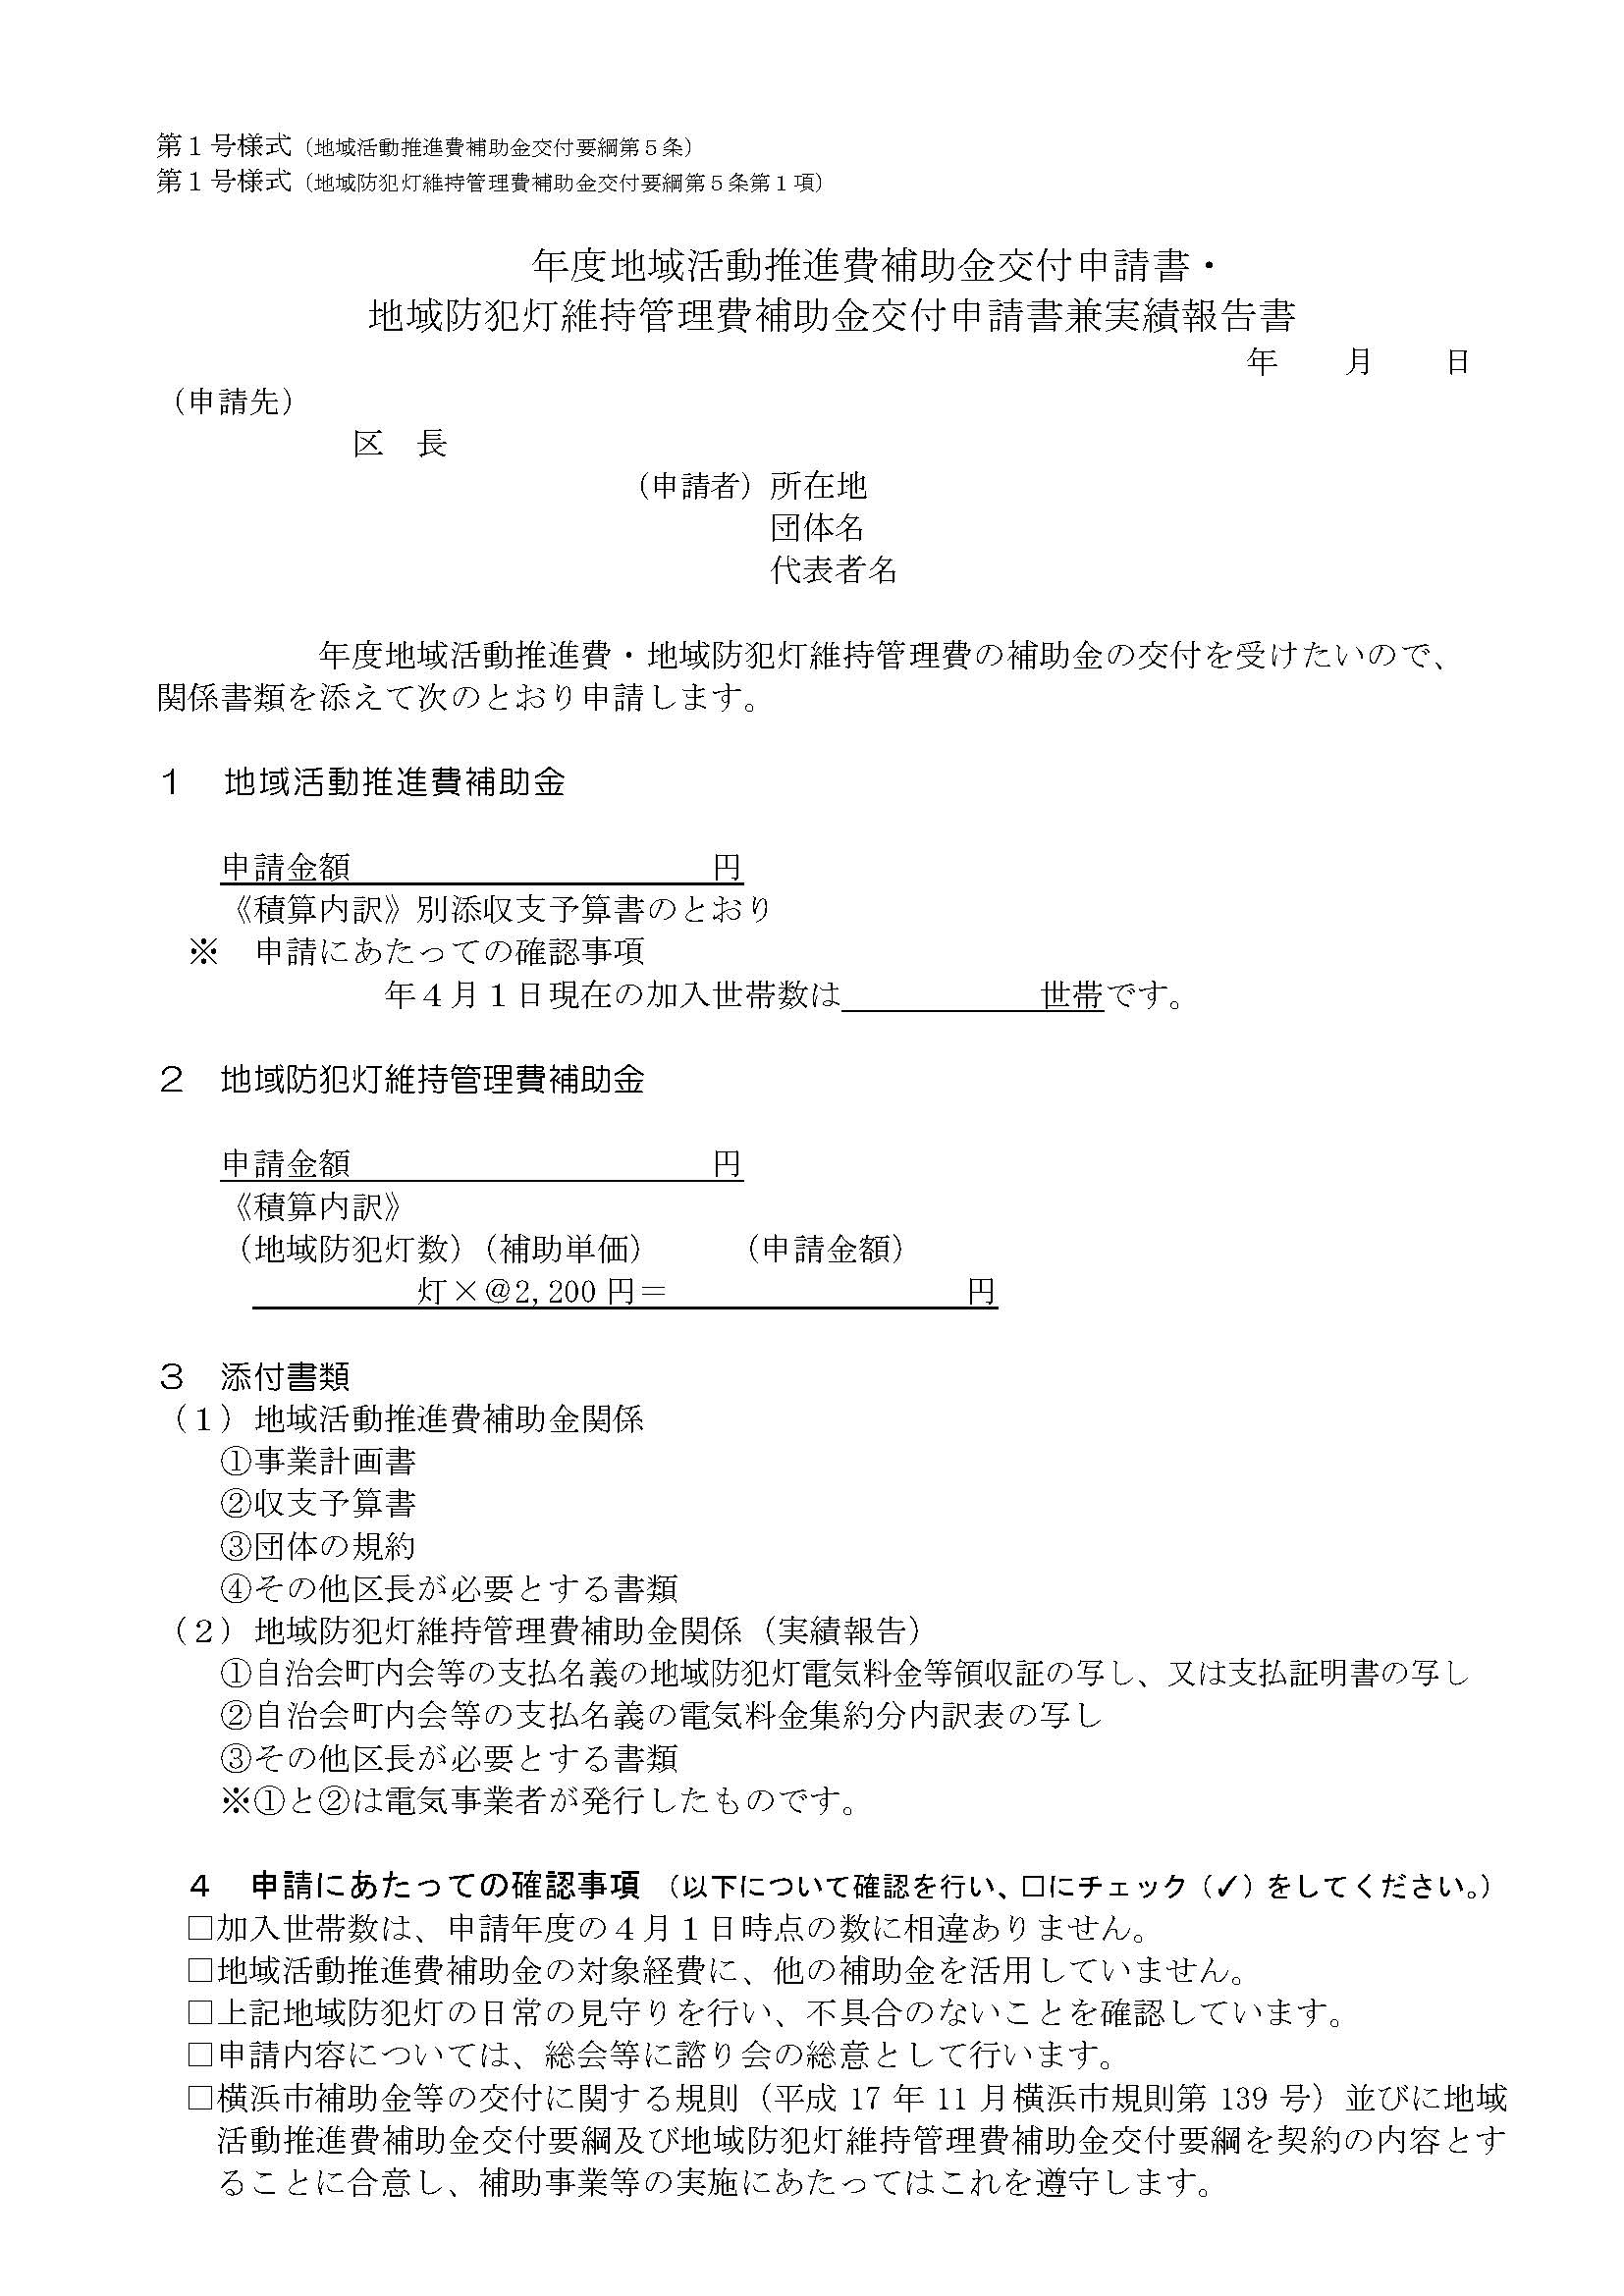 第１号様式（地域活動推進費補助金交付要綱第５条）
第１号様式（地域防犯灯維持管理費補助金交付要綱第５条第１項）
年度地域活動推進費補助金交付申請書・
地域防犯灯維持管理費補助金交付申請書兼実績報告書
年　　月　　日
（申請先）
区　長
（申請者）所在地
団体名
代表者名
年度地域活動推進費・地域防犯灯維持管理費の補助金の交付を受けたいので、
関係書類を添えて次のとおり申請します。
１　地域活動推進費補助金
申請金額　　　　　　　　　　　円
《積算内訳》別添収支予算書のとおり
※　申請にあたっての確認事項
年４月１日現在の加入世帯数は　　　　　　世帯です。
２　地域防犯灯維持管理費補助金
申請金額　　　　　　　　　　　円
《積算内訳》
（地域防犯灯数）（補助単価）　　（申請金額）
灯×＠2,200 円＝　　　　　　　　　円
３　添付書類
（１）地域活動推進費補助金関係
①事業計画書
②収支予算書
③団体の規約
④その他区長が必要とする書類
（２）地域防犯灯維持管理費補助金関係（実績報告）
①自治会町内会等の支払名義の地域防犯灯電気料金等領収証の写し、又は支払証明書の写し
②自治会町内会等の支払名義の電気料金集約分内訳表の写し
③その他区長が必要とする書類
※①と②は電気事業者が発行したものです。
４　申請にあたっての確認事項（以下について確認を行い、□にチェック（✓）をしてください。）
□加入世帯数は、申請年度の４月１日時点の数に相違ありません。
□地域活動推進費補助金の対象経費に、他の補助金を活用していません。
□上記地域防犯灯の日常の見守りを行い、不具合のないことを確認しています。
□申請内容については、総会等に諮り会の総意として行います。
□横浜市補助金等の交付に関する規則（平成 17 年 11 月横浜市規則第 139 号）並びに地域
活動推進費補助金交付要綱及び地域防犯灯維持管理費補助金交付要綱を契約の内容とす
ることに合意し、補助事業等の実施にあたってはこれを遵守します。